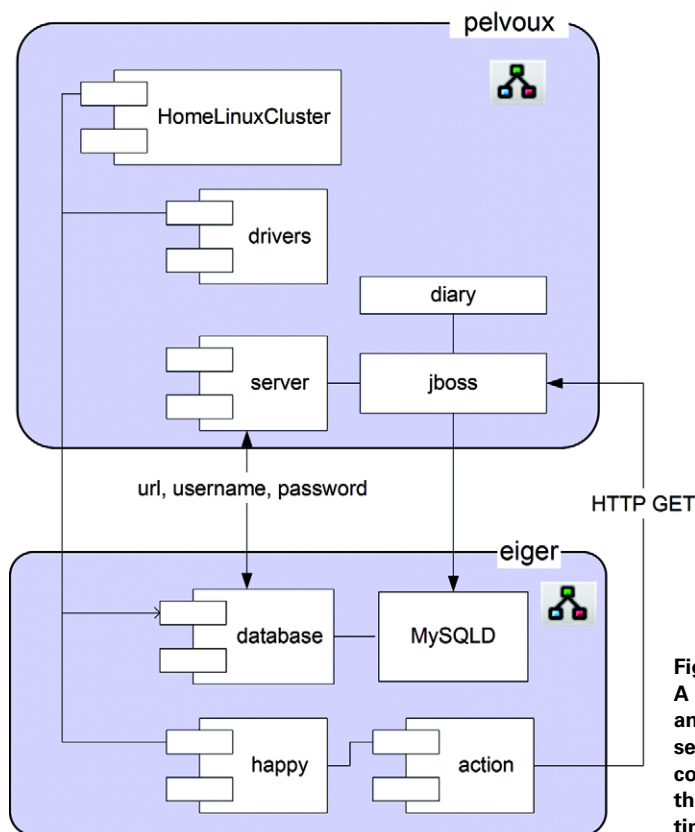 pelvoux
HomeLinuxCluster
drivers
diary
server
jboss
url, username, password
HTTP GET
eiger
database
MySQLD
happy
action
Fig
A
an
se
co
th